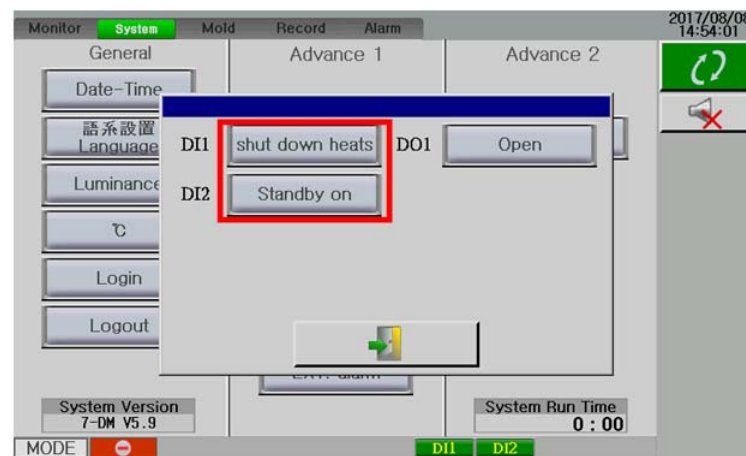 Monitor System Mold Record Alarm
2017/08/08
14:54:01
General Advance 1 Advance 2
Date-Time
語系設置
Language
Luminance
℃
Login
Logout
DI1 shut down heats DO1 Open
DI2 Standby on
System Version
7-DM V5.9
System Run Time
0:00
MODE DI1 DI2